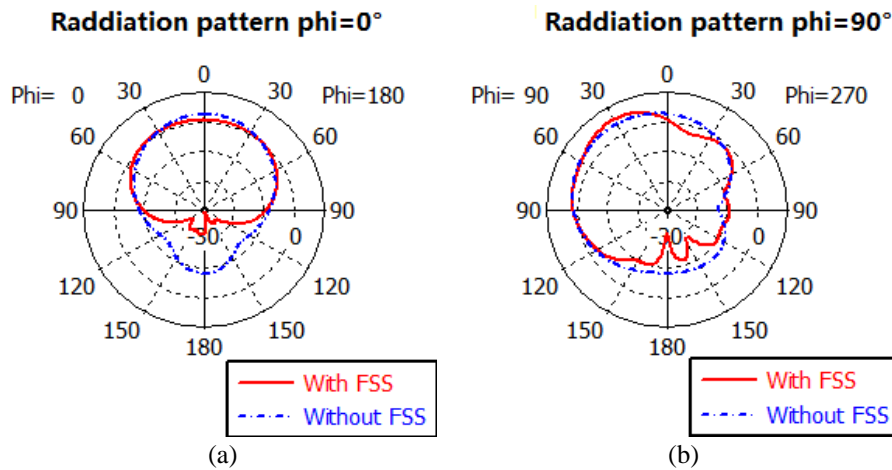 Raddiation pattern phi=0°
Phi= 0 30 0 30 Phi=180
60 60
90 -30 0 90
120 120
150 150
180
With FSS
Without FSS
(a)
Raddiation pattern phi=90°
Phi= 90 30 0 30 Phi=270
60 60
90 -30 0 90
120 120
150 150
180
With FSS
Without FSS
(b)